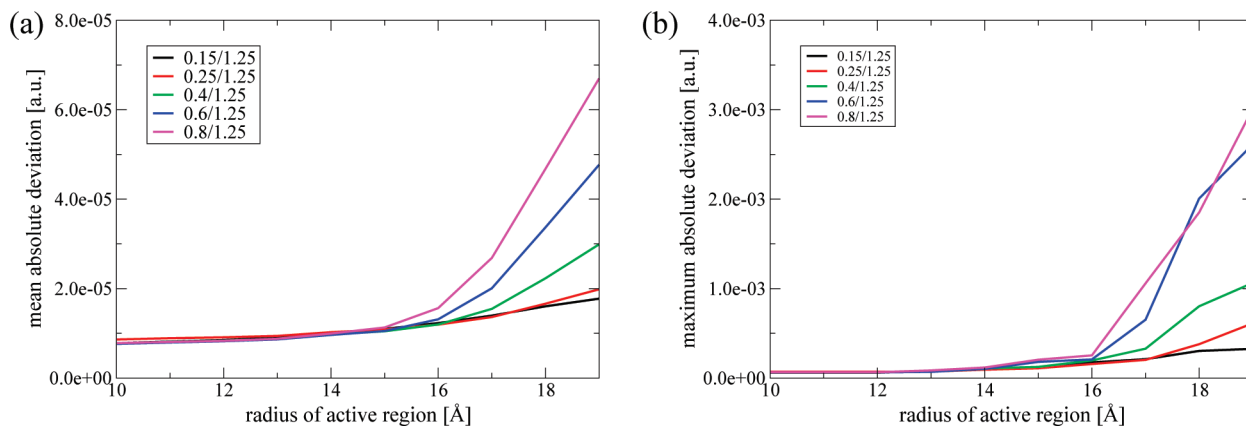 (a)
8.0e-05
6.0e-05
4.0e-05
2.0e-05
0.0e+00
mean absolute deviation [a.u.]
0.15/1.25
0.25/1.25
0.4/1.25
0.6/1.25
0.8/1.25
10
12
14
16
18
radius of active region [Å]
(b)
4.0e-03
3.0e-03
2.0e-03
1.0e-03
0.0e+00
maximum absolute deviation [a.u.]
0.15/1.25
0.25/1.25
0.4/1.25
0.6/1.25
0.8/1.25
10
12
14
16
18
radius of active region [Å]